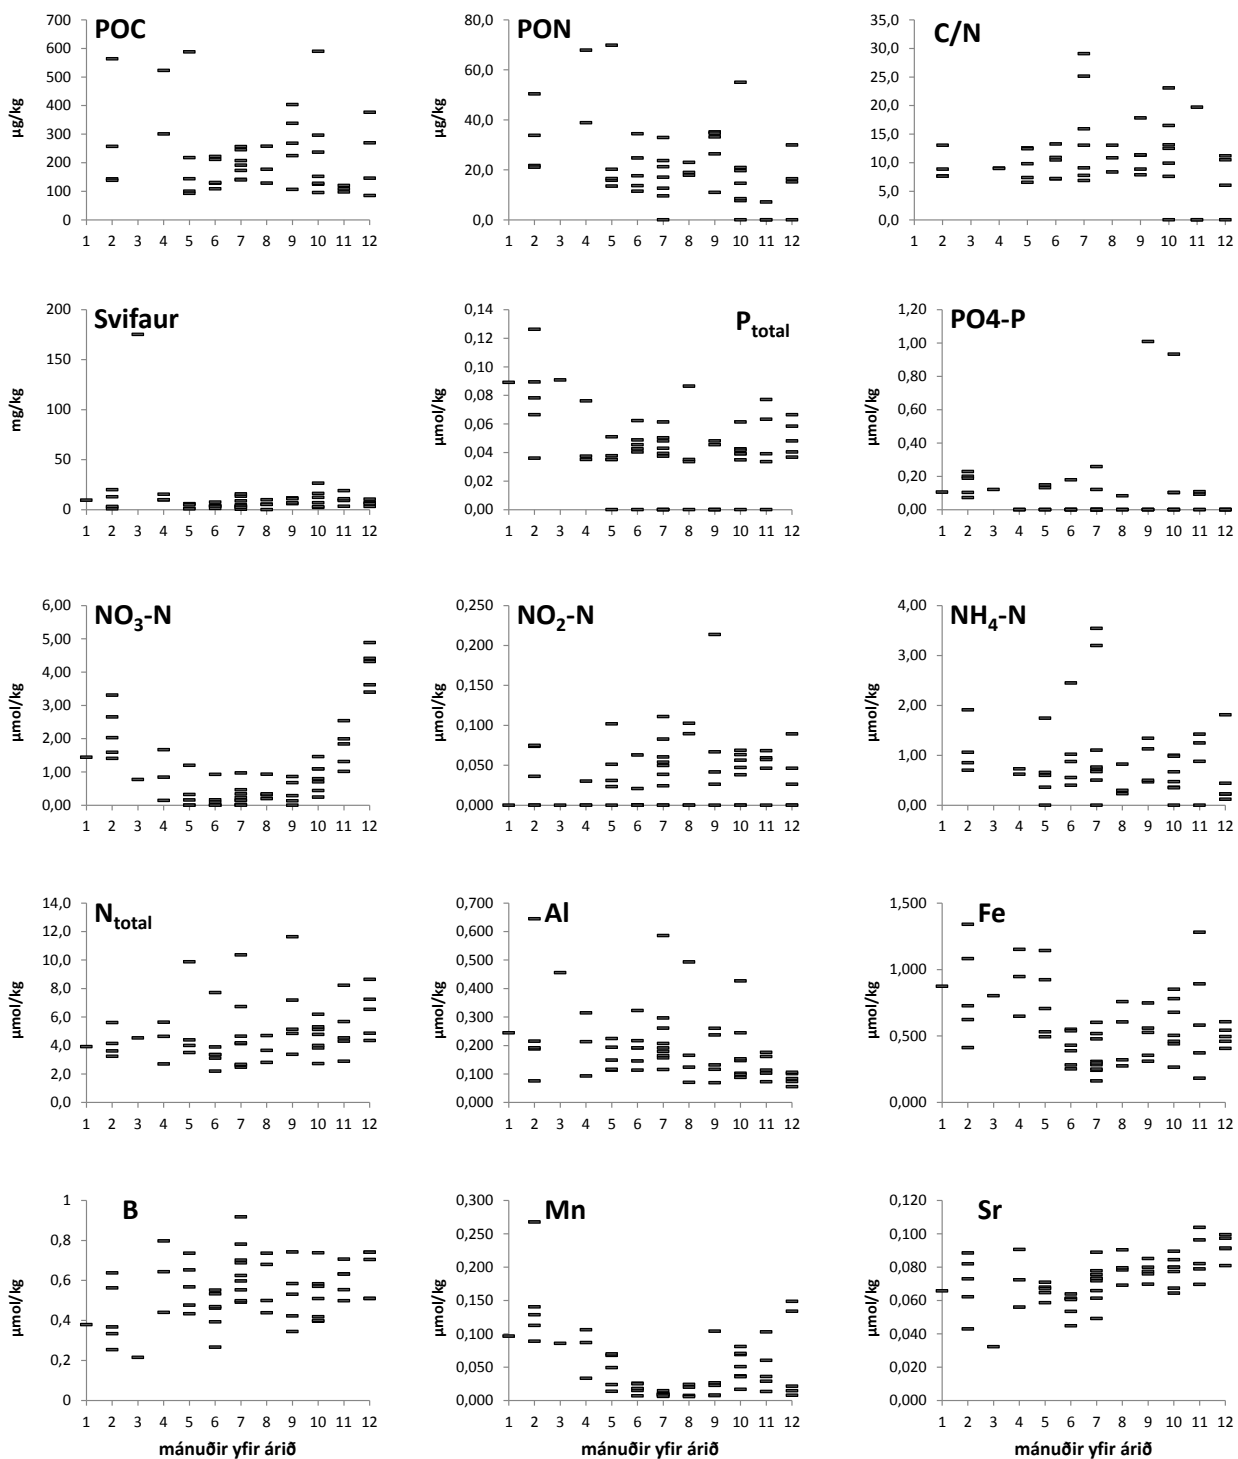 POC
µg/kg
700
600
500
400
300
200
100
0
1 2 3 4 5 6 7 8 9 10 11 12
PON
µg/kg
80,0
60,0
40,0
20,0
0,0
1 2 3 4 5 6 7 8 9 10 11 12
C/N
35,0
30,0
25,0
20,0
15,0
10,0
5,0
0,0
1 2 3 4 5 6 7 8 9 10 11 12
Svifaur
mg/kg
200
150
100
50
0
1 2 3 4 5 6 7 8 9 10 11 12
Ptotal
µmol/kg
0,14
0,12
0,10
0,08
0,06
0,04
0,02
0,00
1 2 3 4 5 6 7 8 9 10 11 12
PO4-P
µmol/kg
1,20
1,00
0,80
0,60
0,40
0,20
0,00
1 2 3 4 5 6 7 8 9 10 11 12
NO3-N
µmol/kg
6,00
5,00
4,00
3,00
2,00
1,00
0,00
1 2 3 4 5 6 7 8 9 10 11 12
NO2-N
µmol/kg
0,250
0,200
0,150
0,100
0,050
0,000
1 2 3 4 5 6 7 8 9 10 11 12
NH4-N
µmol/kg
4,00
3,00
2,00
1,00
0,00
1 2 3 4 5 6 7 8 9 10 11 12
Ntotal
µmol/kg
14,0
12,0
10,0
8,0
6,0
4,0
2,0
0,0
1 2 3 4 5 6 7 8 9 10 11 12
Al
µmol/kg
0,700
0,600
0,500
0,400
0,300
0,200
0,100
0,000
1 2 3 4 5 6 7 8 9 10 11 12
Fe
µmol/kg
1,500
1,000
0,500
0,000
1 2 3 4 5 6 7 8 9 10 11 12
B
µmol/kg
1
0,8
0,6
0,4
0,2
0
1 2 3 4 5 6 7 8 9 10 11 12
mánuðir yfir árið
Mn
µmol/kg
0,300
0,250
0,200
0,150
0,100
0,050
0,000
1 2 3 4 5 6 7 8 9 10 11 12
mánuðir yfir árið
Sr
µmol/kg
0,120
0,100
0,080
0,060
0,040
0,020
0,000
1 2 3 4 5 6 7 8 9 10 11 12
mánuðir yfir árið